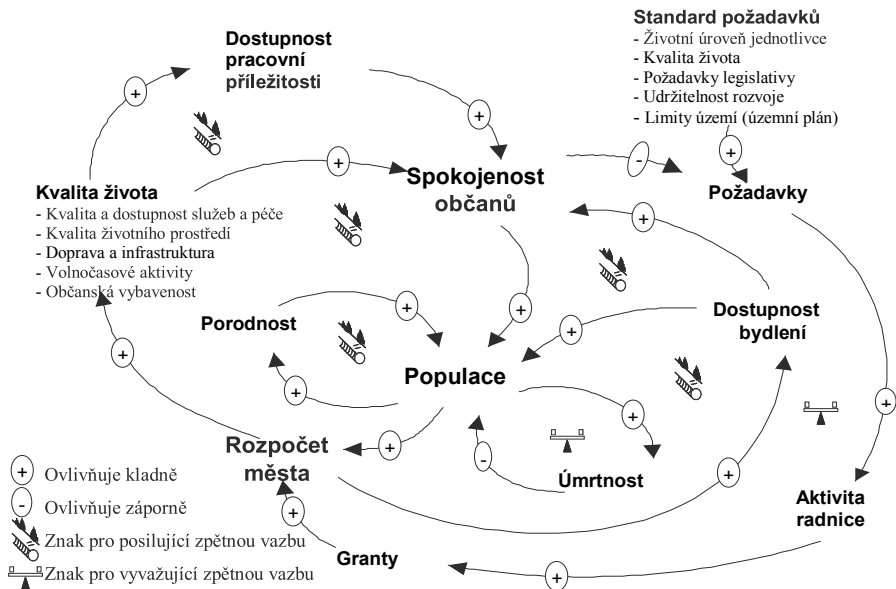 Dostupnost
pracovní
příležitosti
Standard požadavků
- Životní úroveň jednotlivce
- Kvalita života
- Požadavky legislativy
- Udržitelnost rozvoje
- Limity území (územní plán)
+
+
+
-
+
Kvalita života
- Kvalita a dostupnost služeb a péče
- Kvalita životního prostředí
- Doprava a infrastruktura
- Volnočasové aktivity
- Občanská vybavenost
Spokojenost
občanů
Požadavky
+
+
+
+
Porodnost
Dostupnost
bydlení
+
+
Populace
+
+
+
+
-
+
Rozpočet
města
Úmrtnost
Aktivita
radnice
+
Granty
+
+ Ovlivňuje kladně
- Ovlivňuje záporně
Znak pro posilující zpětnou vazbu
Znak pro vyvažující zpětnou vazbu